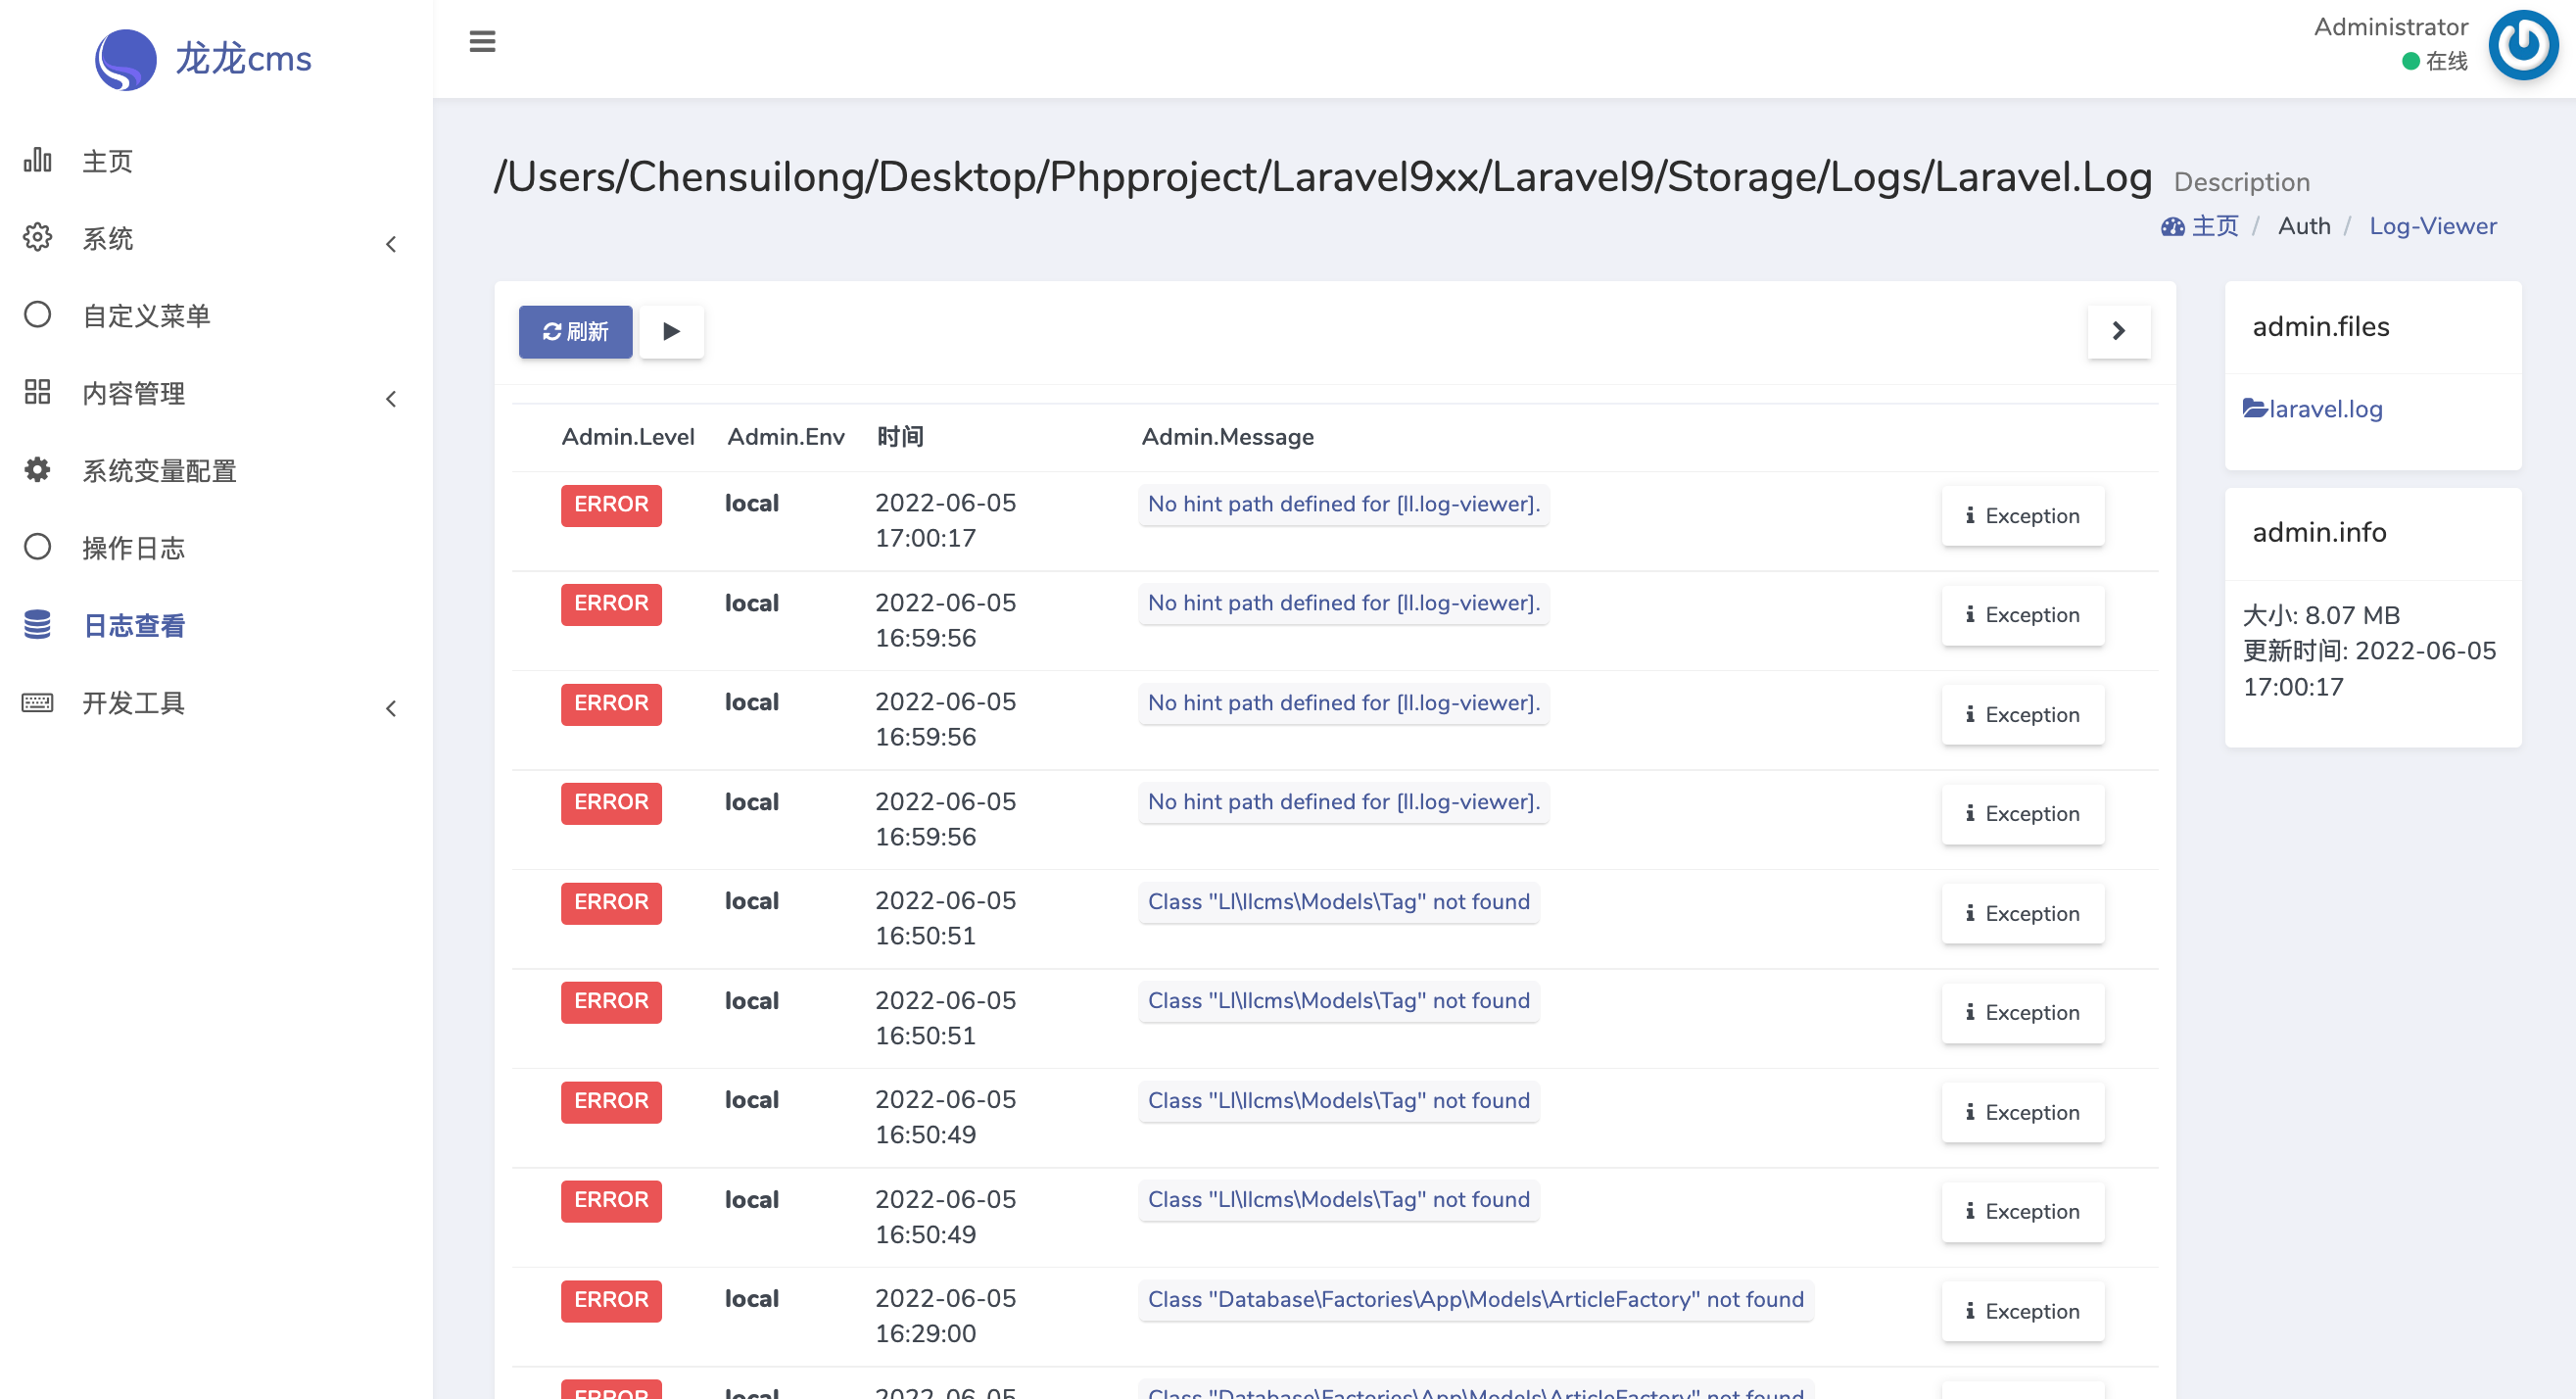 龙龙cms
Administrator
在线
主页
系统
自定义菜单
内容管理
系统变量配置
操作日志
日志查看
开发工具
/Users/Chensuilong/Desktop/Phpproject/Laravel9xx/Laravel9/Storage/Logs/Laravel.Log Description
主页 / Auth / Log-Viewer
刷新
Admin.Level Admin.Env 时间 Admin.Message
ERROR local 2022-06-05 No hint path defined for [ll.log-viewer]. Exception
17:00:17
ERROR local 2022-06-05 No hint path defined for [ll.log-viewer]. Exception
16:59:56
ERROR local 2022-06-05 No hint path defined for [ll.log-viewer]. Exception
16:59:56
ERROR local 2022-06-05 No hint path defined for [ll.log-viewer]. Exception
16:59:56
ERROR local 2022-06-05 Class "Ll\llcms\Models\Tag" not found Exception
16:50:51
ERROR local 2022-06-05 Class "Ll\llcms\Models\Tag" not found Exception
16:50:51
ERROR local 2022-06-05 Class "Ll\llcms\Models\Tag" not found Exception
16:50:49
ERROR local 2022-06-05 Class "Ll\llcms\Models\Tag" not found Exception
16:50:49
ERROR local 2022-06-05 Class "Database\Factories\App\Models\ArticleFactory" not found Exception
16:29:00
ERROR local 2022-06-05 Class "Database\Factories\App\Models\ArticleFactory" not found
admin.files
laravel.log
admin.info
大小: 8.07 MB
更新时间: 2022-06-05
17:00:17